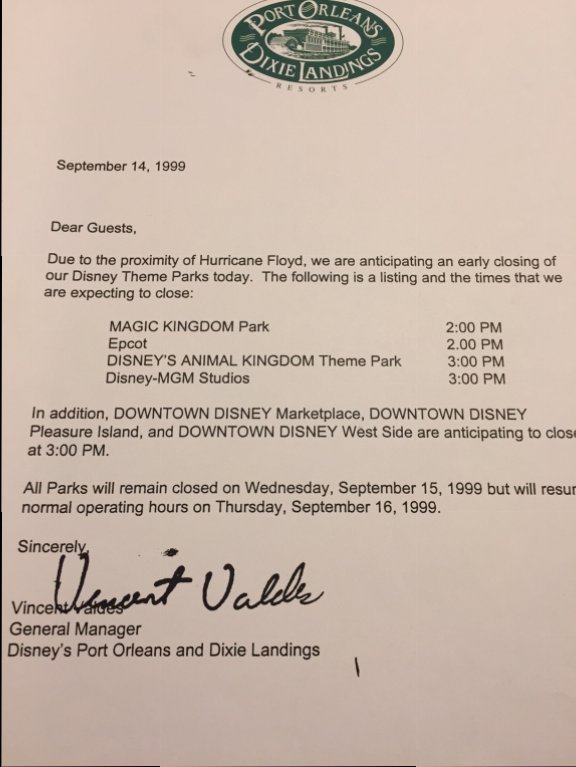 PORT ORLEANS
DIXIE LANDINGS
RESORTS
September 14, 1999
Dear Guests,
Due to the proximity of Hurricane Floyd, we are anticipating an early closing of
our Disney Theme Parks today. The following is a listing and the times that we
are expecting to close:
MAGIC KINGDOM Park 2:00 PM
Epcot 2.00 PM
DISNEY'S ANIMAL KINGDOM Theme Park 3:00 PM
Disney-MGM Studios 3:00 PM
In addition, DOWNTOWN DISNEY Marketplace, DOWNTOWN DISNEY
Pleasure Island, and DOWNTOWN DISNEY West Side are anticipating to close
at 3:00 PM.
All Parks will remain closed on Wednesday, September 15, 1999 but will resu
normal operating hours on Thursday, September 16, 1999.
Sincerely,
Vincent Valdes
Vincent Valdes
General Manager
Disney's Port Orleans and Dixie Landings